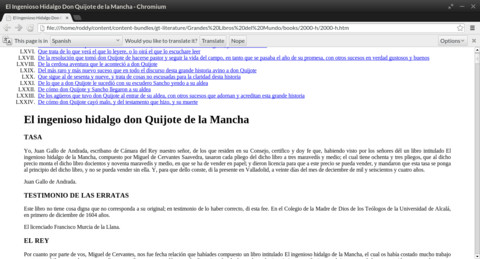 El Ingenioso Hidalgo Don Quijote de la Mancha - Chromium
El Ingenioso Hidalgo Don Q
file:///home/roddy/content/content-bundles/gt-literature/Grandes%20Libros%20del%20Mundo/books/2000-h/2000-h.htm
This page is in Spanish Would you like to translate it? Translate Nope Options
LXVI. Que trata de lo que verá el que lo leyere, o lo oirá el que lo escuchare leer
LXVII. De la resolución que tomó don Quijote de hacerse pastor y seguir la vida del campo, en tanto que se pasaba el año de su promesa, con otros sucesos en verdad gustosos y buenos
LXVIII. De la cerdosa aventura que le aconteció a don Quijote
LXIX. Del más raro y más nuevo suceso que en todo el discurso desta grande historia avino a don Quijote
LXX. Que sigue al de sesenta y nueve, y trata de cosas no escusadas para la claridad desta historia
LXXI. De lo que a don Quijote le sucedió con su escudero Sancho yendo a su aldea
LXXII. De cómo don Quijote y Sancho llegaron a su aldea
LXXIII. De los agüeros que tuvo don Quijote al entrar de su aldea, con otros sucesos que adornan y acreditan esta grande historia
LXXIV. De cómo don Quijote cayó malo, y del testamento que hizo, y su muerte
El ingenioso hidalgo don Quijote de la Mancha
TASA
Yo, Juan Gallo de Andrada, escribano de Cámara del Rey nuestro señor, de los que residen en su Consejo, certifico y doy fe que, habiendo visto por los señores dél un libro intitulado El
ingenioso hidalgo de la Mancha, compuesto por Miguel de Cervantes Saavedra, tasaron cada pliego del dicho libro a tres maravedís y medio; el cual tiene ochenta y tres pliegos, que al dicho
precio monta el dicho libro docientos y noventa maravedís y medio, en que se ha de vender en papel; y dieron licencia para que a este precio se pueda vender, y mandaron que esta tasa se ponga
al principio del dicho libro, y no se pueda vender sin ella. Y, para que dello conste, di la presente en Valladolid, a veinte días del mes de deciembre de mil y seiscientos y cuatro años.
Juan Gallo de Andrada.
TESTIMONIO DE LAS ERRATAS
Este libro no tiene cosa digna que no corresponda a su original; en testimonio de lo haber correcto, di esta fee. En el Colegio de la Madre de Dios de los Teólogos de la Universidad de Alcalá,
en primero de diciembre de 1604 años.
El licenciado Francisco Murcia de la Llana.
EL REY
Por cuanto por parte de vos, Miguel de Cervantes, nos fue fecha relación que habíades compuesto un libro intitulado El ingenioso hidalgo de la Mancha, el cual os había costado mucho trabajo